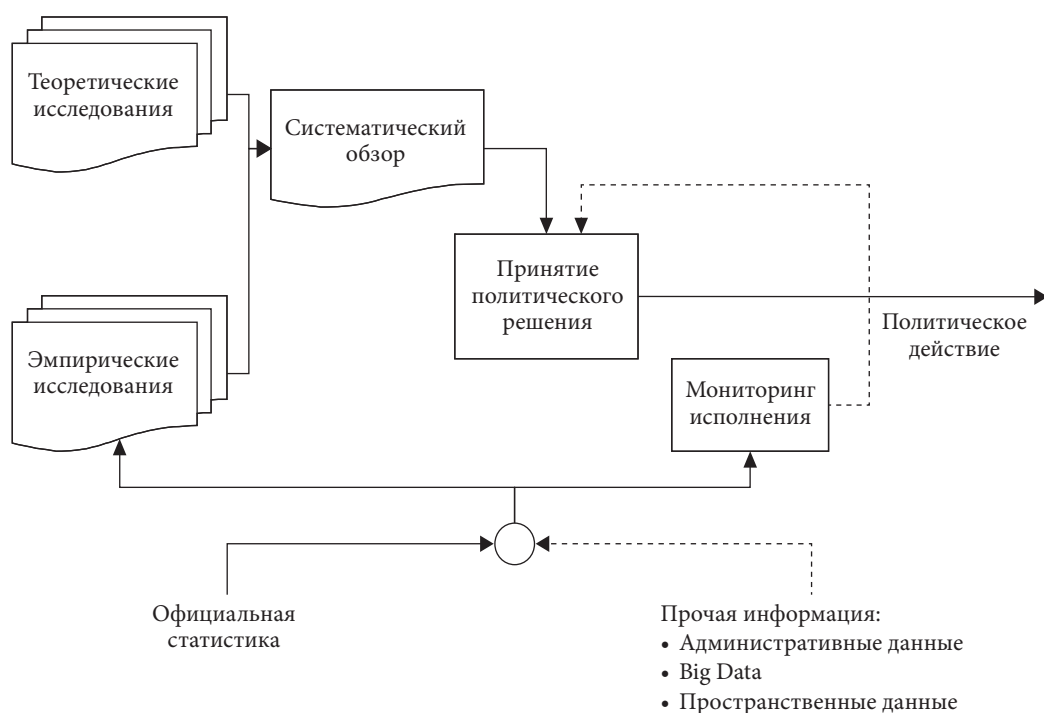 Теоретические
исследования
Систематический
обзор
Принятие
политического
решения
Политическое
действие
Эмпирические
исследования
Мониторинг
исполнения
Официальная
статистика
Прочая информация:
• Административные данные
• Big Data
• Пространственные данные